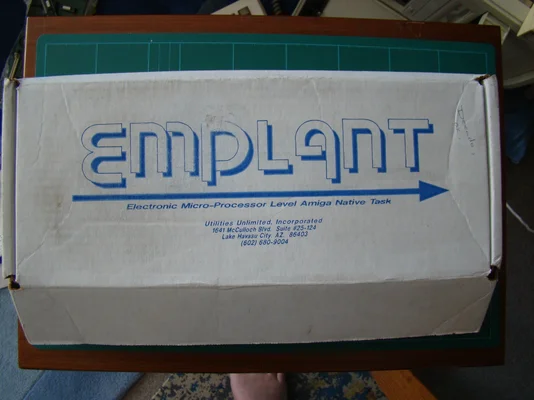 EMPLANT
Electronic Micro-Processor Level Amiga Native Task
Utilities Unlimited, Incorporated
1641 McCulloch Blvd. Suite #25-124
Lake Havasu City, AZ. 86403
(602) 680-9004